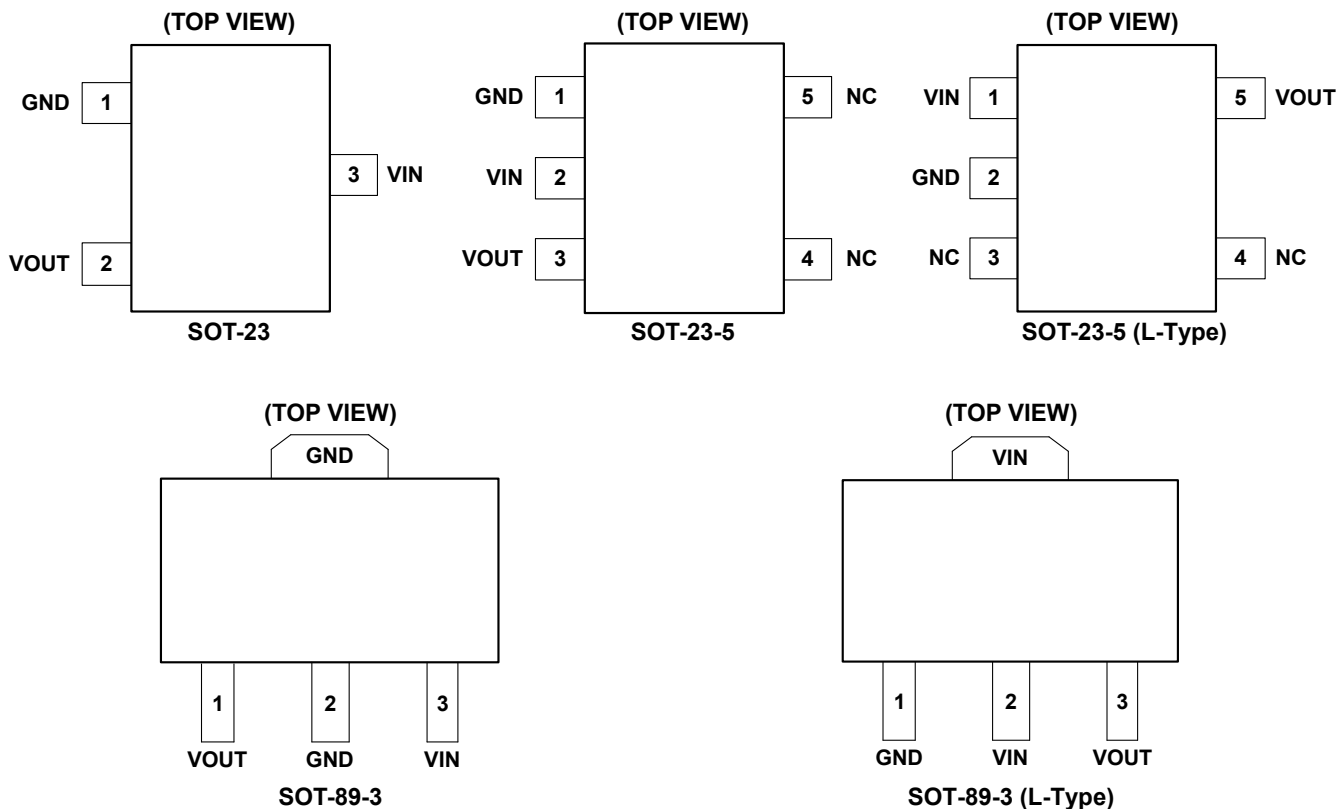 (TOP VIEW)
GND 1
3 VIN
VOUT 2
SOT-23
(TOP VIEW)
GND 1 5 NC
VIN 2
VOUT 3 4 NC
SOT-23-5
(TOP VIEW)
VIN 1 5 VOUT
GND 2
NC 3 4 NC
SOT-23-5 (L-Type)
(TOP VIEW)
GND
1 2 3
VOUT GND VIN
SOT-89-3
(TOP VIEW)
VIN
1 2 3
GND VIN VOUT
SOT-89-3 (L-Type)